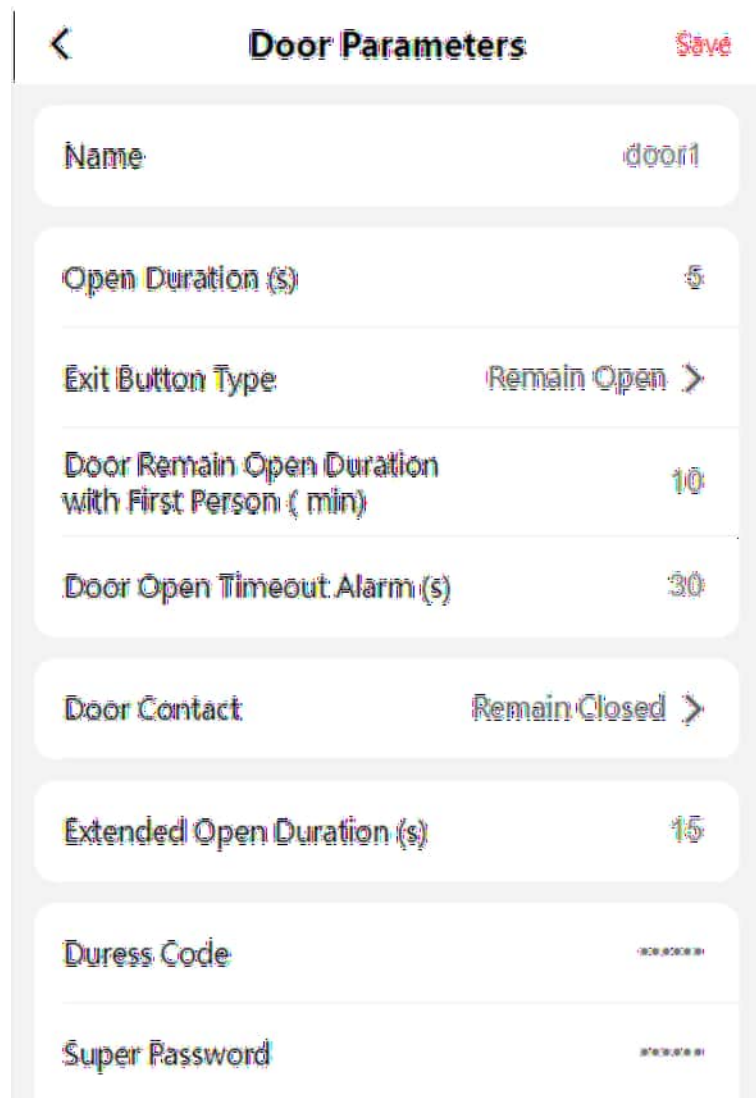 Door Parameters
Save
Name
door1
Open Duration (s)
5
Exit Button Type
Remain Open
Door Remain Open Duration
with First Person ( min)
10
Door Open Timeout Alarm (s)
30
Door Contact
Remain Closed
Extended Open Duration (s)
15
Duress Code
Super Password